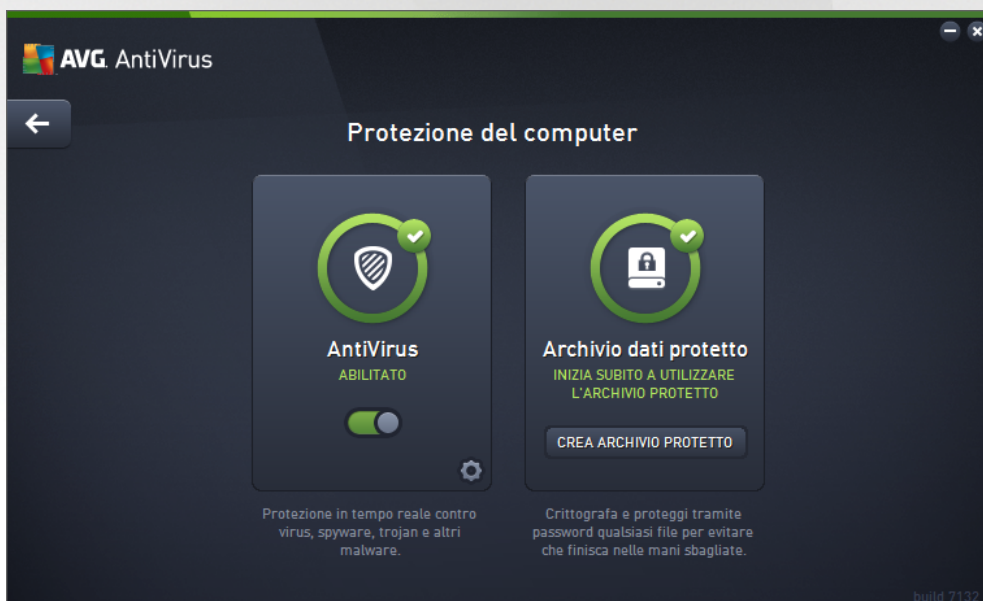 AVG. AntiVirus
Protezione del computer
AntiVirus
ABILITATO
Protezione in tempo reale contro
virus, spyware, trojan e altri
malware.
Archivio dati protetto
INIZIA SUBITO A UTILIZZARE
L'ARCHIVIO PROTETTO
CREA ARCHIVIO PROTETTO
Crittografa e proteggi tramite
password qualsiasi file per evitare
che finisca nelle mani sbagliate.
build 7132